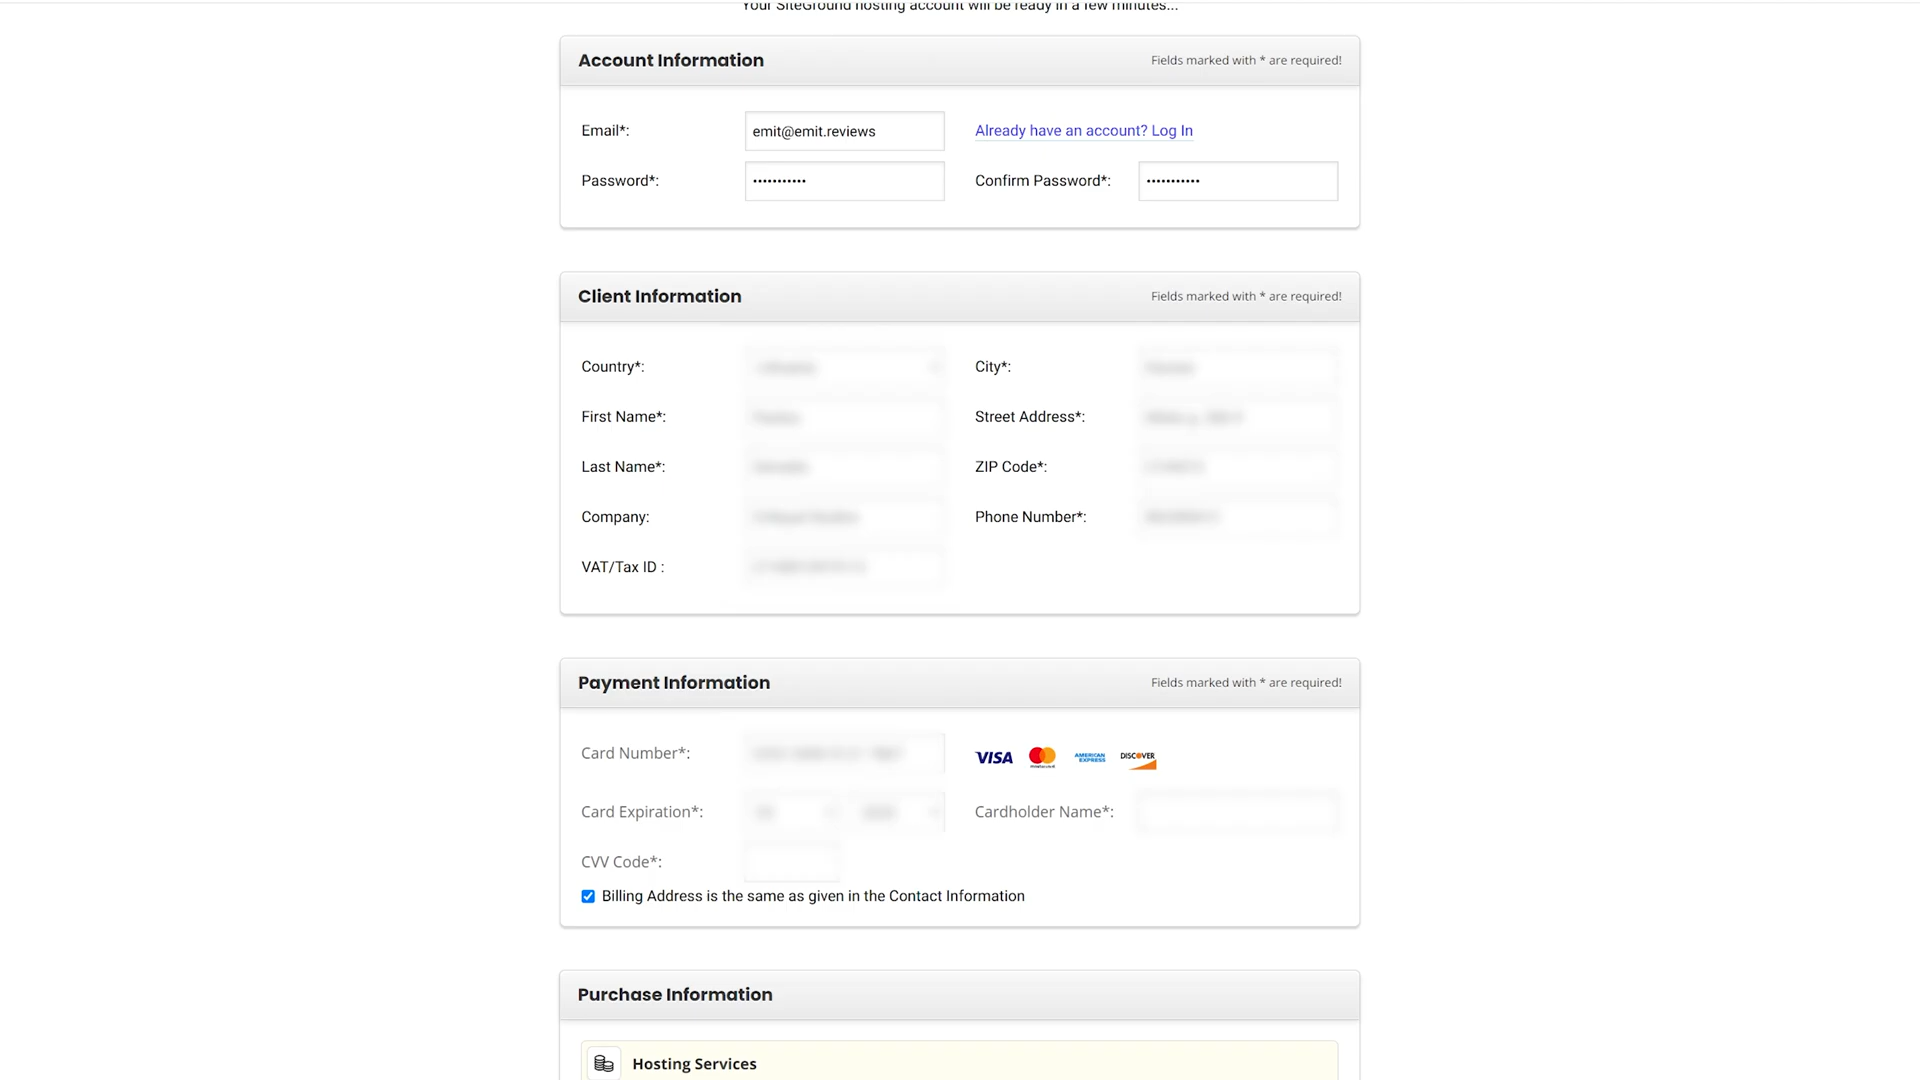 Your SiteGround hosting account will be ready in a few minutes...
Account Information
Fields marked with * are required!
Email*:
emit@emit.reviews
Already have an account? Log In
Password*:
•••••••••••
Confirm Password*:
•••••••••••
Client Information
Fields marked with * are required!
Country*:
City*:
First Name*:
Street Address*:
Last Name*:
ZIP Code*:
Company:
Phone Number*:
VAT/Tax ID :
Payment Information
Fields marked with * are required!
Card Number*:
VISA
mastercard
AMERICAN EXPRESS
DISCOVER
Card Expiration*:
Cardholder Name*:
CVV Code*:
Billing Address is the same as given in the Contact Information
Purchase Information
Hosting Services